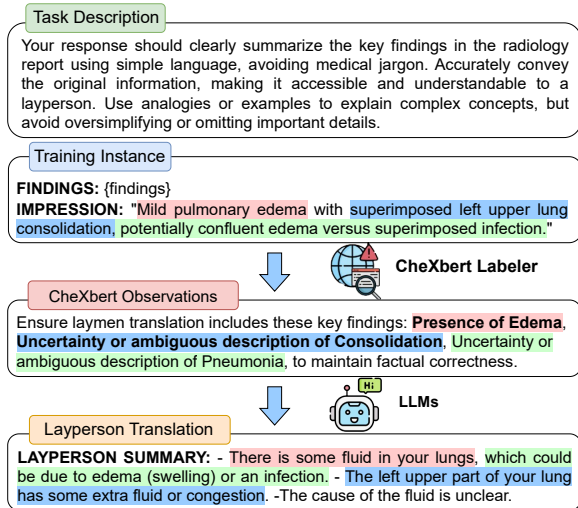 Task Description
Your response should clearly summarize the key findings in the radiology
report using simple language, avoiding medical jargon. Accurately convey
the original information, making it accessible and understandable to a
layperson. Use analogies or examples to explain complex concepts, but
avoid oversimplifying or omitting important details.
Training Instance
FINDINGS: {findings}
IMPRESSION: "Mild pulmonary edema with superimposed left upper lung
consolidation, potentially confluent edema versus superimposed infection."
CheXbert Labeler
CheXbert Observations
Ensure laymen translation includes these key findings: Presence of Edema,
Uncertainty or ambiguous description of Consolidation, Uncertainty or
ambiguous description of Pneumonia, to maintain factual correctness.
Hi
LLMs
Layperson Translation
LAYPERSON SUMMARY: - There is some fluid in your lungs, which could
be due to edema (swelling) or an infection. - The left upper part of your lung
has some extra fluid or congestion. -The cause of the fluid is unclear.